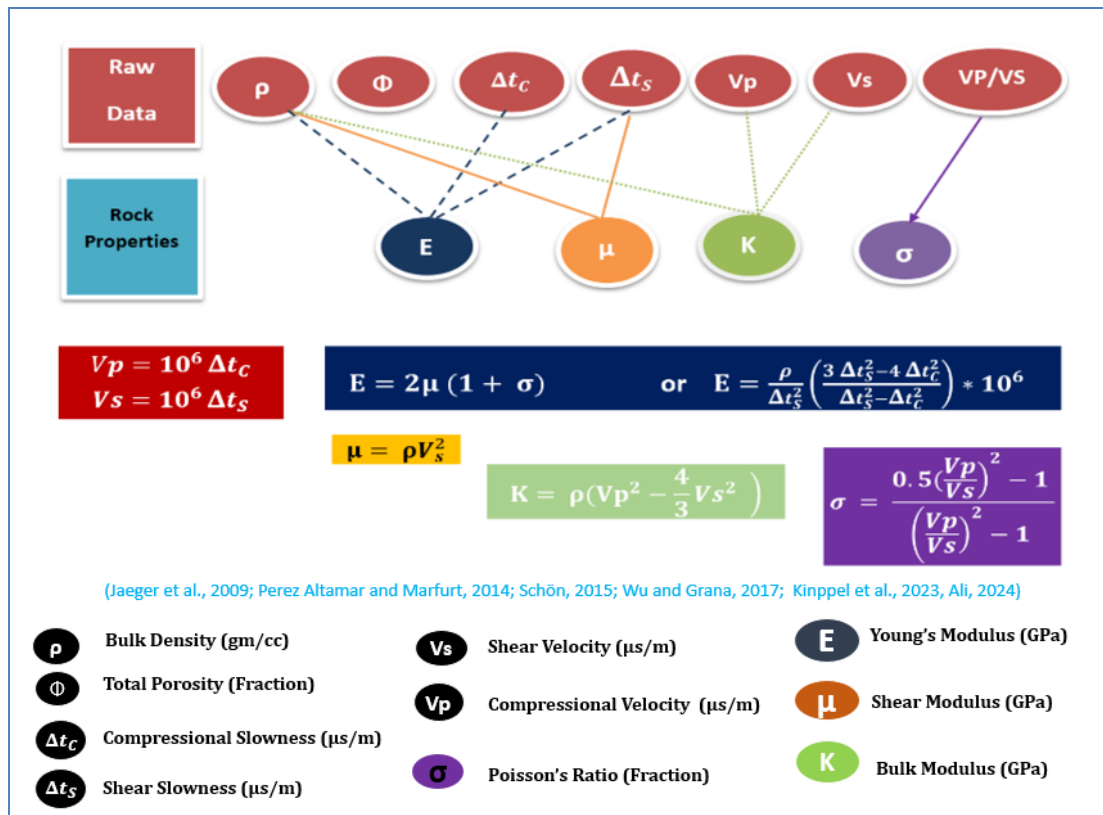 Raw
Data
ρ
Φ
Δt_C
Δt_S
Vp
Vs
VP/VS
Rock
Properties
E
μ
K
σ
Vp = 10⁶ Δt_C
Vs = 10⁶ Δt_S
E = 2μ (1 + σ) or E = ρ/Δt_S² ((3 Δt_S² − 4 Δt_C²)/(Δt_S² − Δt_C²)) * 10⁶
μ = ρV_s²
K = ρ(Vp² − 4/3 Vs² )
σ = (0.5(Vp/Vs)² − 1)/((Vp/Vs)² − 1)
(Jaeger et al., 2009; Perez Altamar and Marfurt, 2014; Schön, 2015; Wu and Grana, 2017; Kinppel et al., 2023, Ali, 2024)
ρ Bulk Density (gm/cc)
Φ Total Porosity (Fraction)
Δt_C Compressional Slowness (μs/m)
Δt_S Shear Slowness (μs/m)
Vs Shear Velocity (μs/m)
Vp Compressional Velocity (μs/m)
σ Poisson's Ratio (Fraction)
E Young's Modulus (GPa)
μ Shear Modulus (GPa)
K Bulk Modulus (GPa)